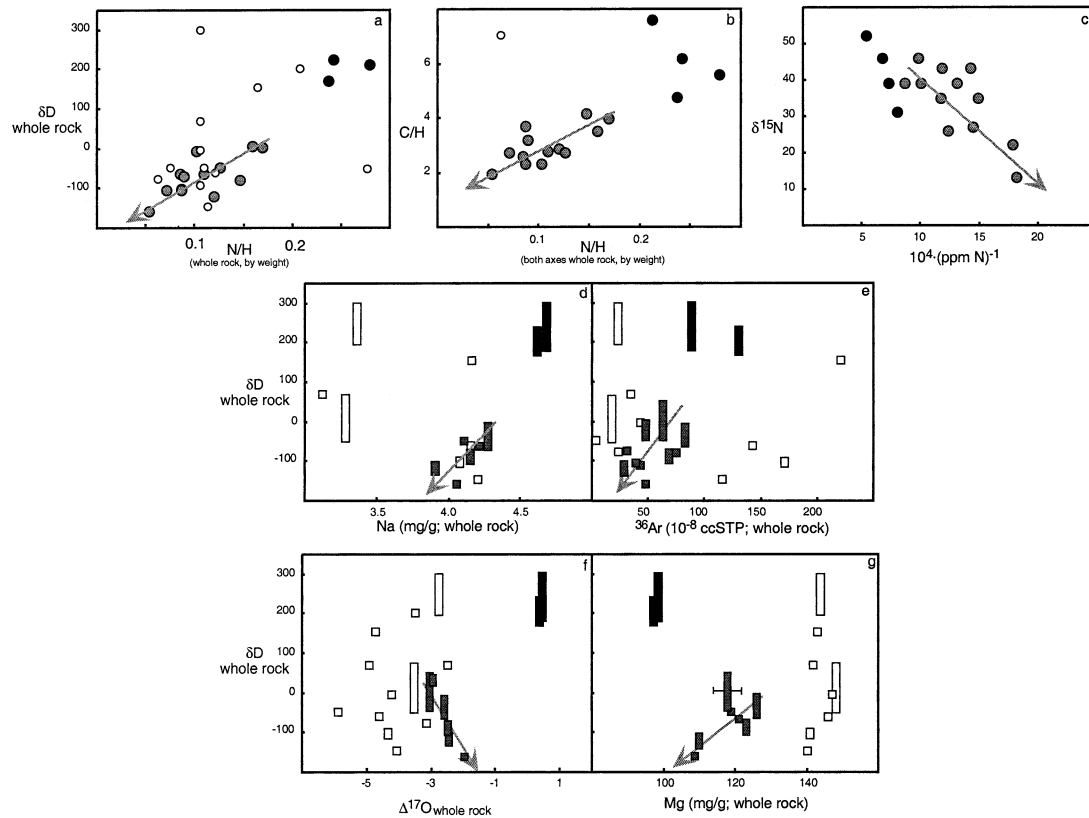 a
300
200
100
0
-100
δD
whole rock
0.1
0.2
N/H
(whole rock, by weight)
b
6
4
2
C/H
0.1
0.2
N/H
(both axes whole rock, by weight)
c
50
40
30
20
10
δ¹⁵N
5
10
15
20
10⁴·(ppm N)⁻¹
d
300
200
100
0
-100
δD
whole rock
3.5
4.0
4.5
Na (mg/g; whole rock)
e
50
100
150
200
³⁶Ar (10⁻⁸ ccSTP; whole rock)
f
300
200
100
0
-100
δD
whole rock
-5
-3
-1
1
Δ¹⁷O whole rock
g
100
120
140
Mg (mg/g; whole rock)